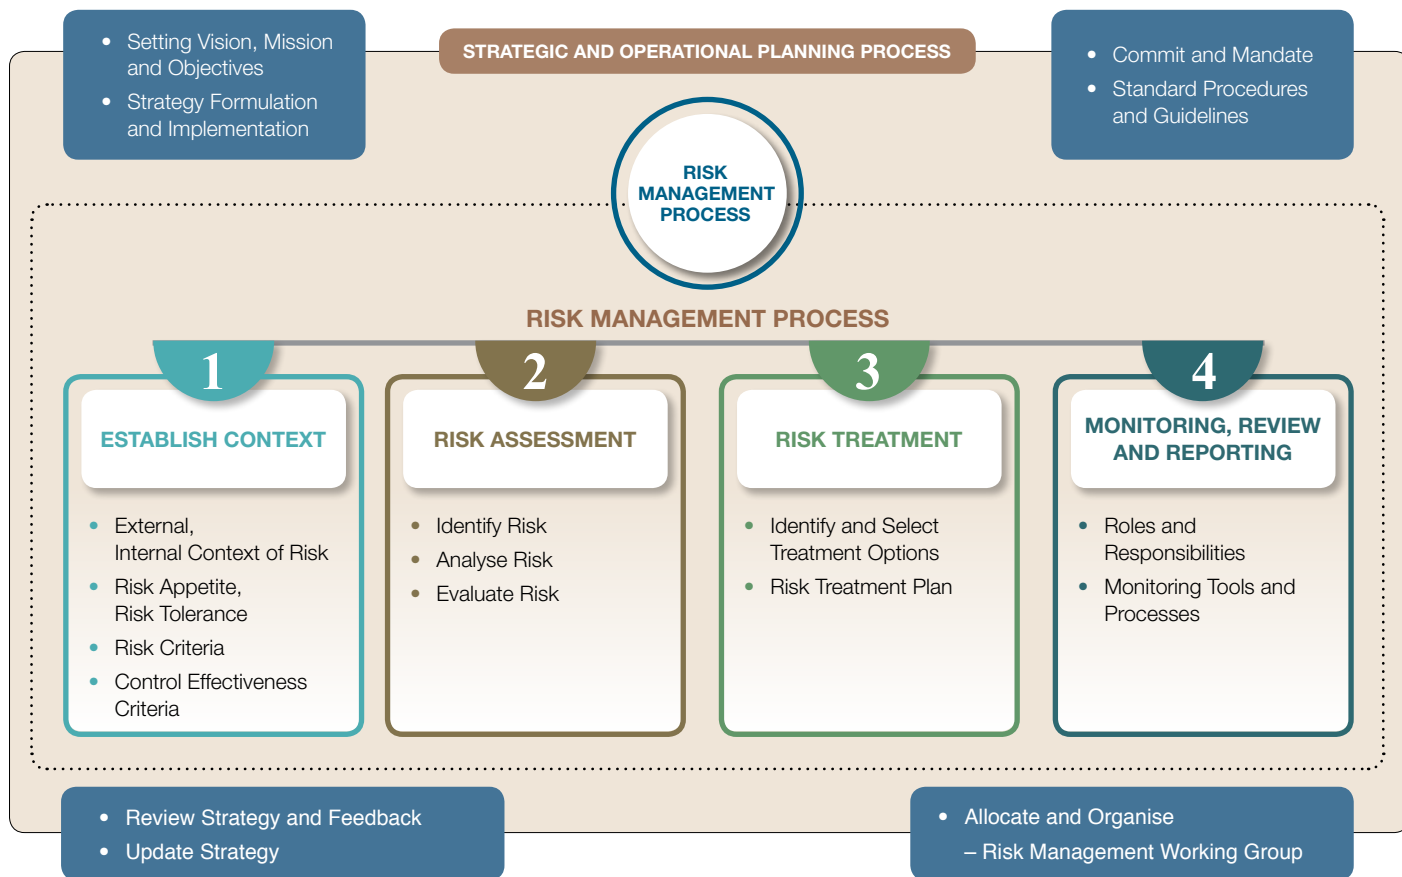 • Setting Vision, Mission
and Objectives
• Strategy Formulation
and Implementation
STRATEGIC AND OPERATIONAL PLANNING PROCESS
• Commit and Mandate
• Standard Procedures
and Guidelines
RISK
MANAGEMENT
PROCESS
RISK MANAGEMENT PROCESS
1
ESTABLISH CONTEXT
• External,
Internal Context of Risk
• Risk Appetite,
Risk Tolerance
• Risk Criteria
• Control Effectiveness
Criteria
2
RISK ASSESSMENT
• Identify Risk
• Analyse Risk
• Evaluate Risk
3
RISK TREATMENT
• Identify and Select
Treatment Options
• Risk Treatment Plan
4
MONITORING, REVIEW
AND REPORTING
• Roles and
Responsibilities
• Monitoring Tools and
Processes
• Review Strategy and Feedback
• Update Strategy
• Allocate and Organise
– Risk Management Working Group